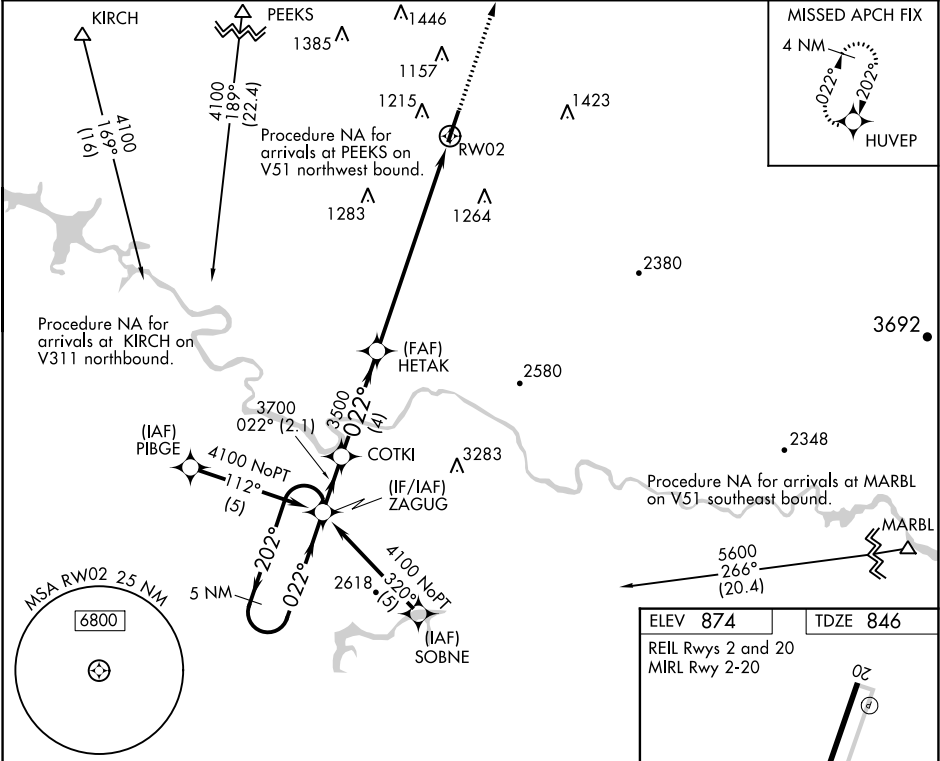 KIRCH
PEEKS
1385
1446
1157
1215
1423
4100
169°
(16)
4100
189°
(22.4)
Procedure NA for
arrivals at PEEKS on
V51 northwest bound.
RW02
1283
1264
MISSED APCH FIX
4 NM
022°
202°
HUVEP
2380
3692
Procedure NA for
arrivals at KIRCH on
V311 northbound.
(FAF)
HETAK
2580
3700
022° (2.1)
3500
022°
(4)
(IAF)
PIBGE
4100 NoPT
112°
(5)
COTKI
3283
2348
(IF/IAF)
ZAGUG
Procedure NA for arrivals at MARBL
on V51 southeast bound.
MARBL
5600
266°
(20.4)
202°
022°
5 NM
4100 NoPT
320°
(5)
2618
(IAF)
SOBNE
MSA RW02 25 NM
6800
ELEV 874
TDZE 846
REIL Rwys 2 and 20
MIRL Rwy 2-20
20
P